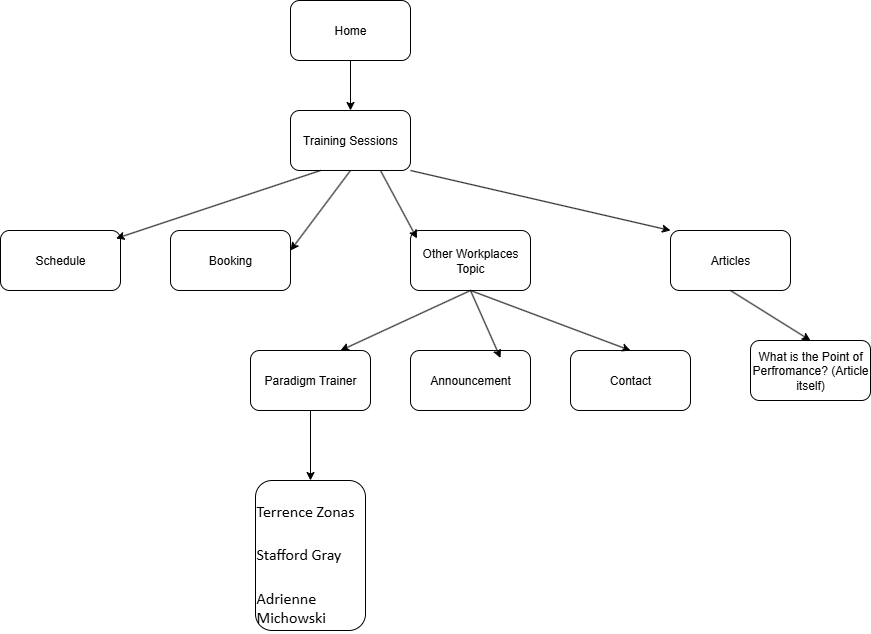 Home
Training Sessions
Schedule
Booking
Other Workplaces
Topic
Articles
Paradigm Trainer
Announcement
Contact
What is the Point of
Perfromance? (Article
itself)
Terrence Zonas
Stafford Gray
Adrienne
Michowski